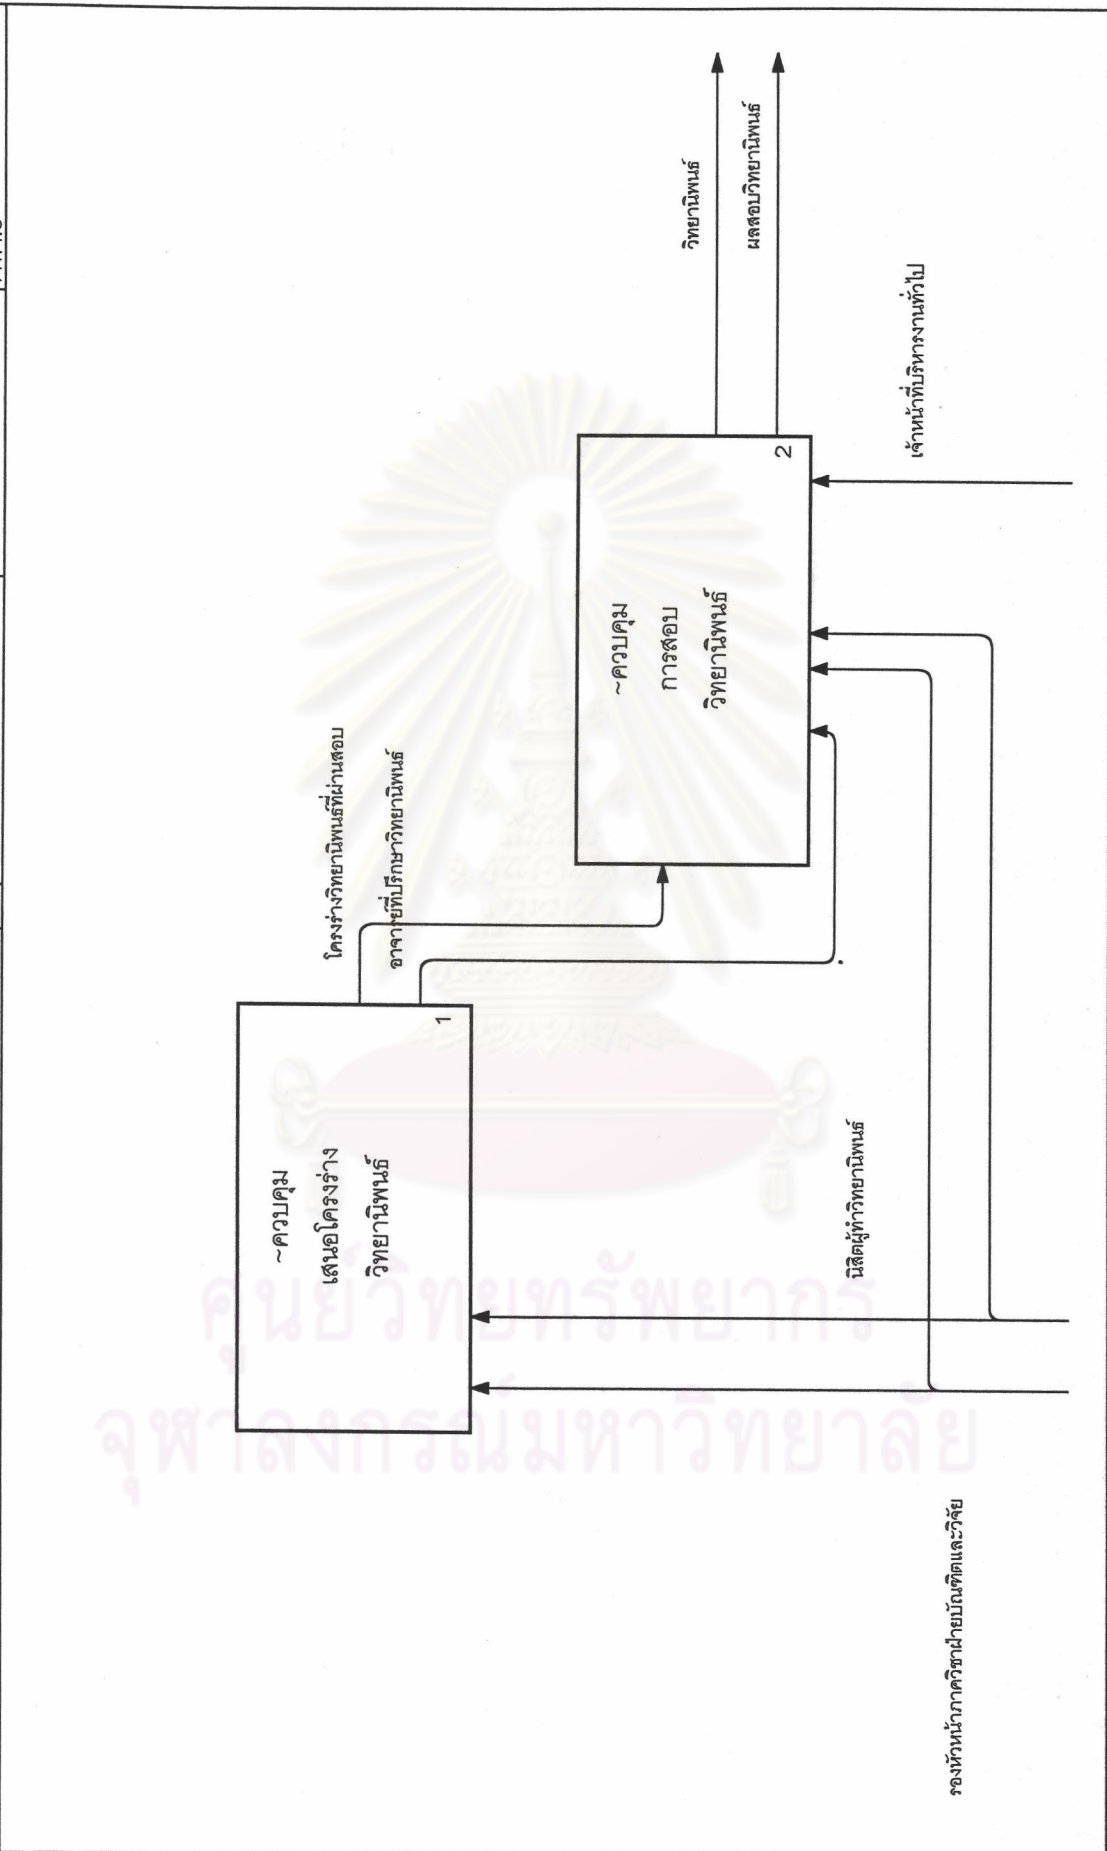 ~ควบคุม
เสนอโครงร่าง
วิทยานิพนธ์
1
โครงร่างวิทยานิพนธ์ที่ผ่านสอบ
อาจารย์ที่ปรึกษาวิทยานิพนธ์
~ควบคุม
การสอบ
วิทยานิพนธ์
2
วิทยานิพนธ์
ผลสอบวิทยานิพนธ์
นิสิตผู้ทำวิทยานิพนธ์
เจ้าหน้าที่บริหารงานทั่วไป
รองหัวหน้าภาควิชาฝ่ายบัณฑิตและวิจัย
ศูนย์วิทยทรัพยากร
จุฬาลงกรณ์มหาวิทยาลัย